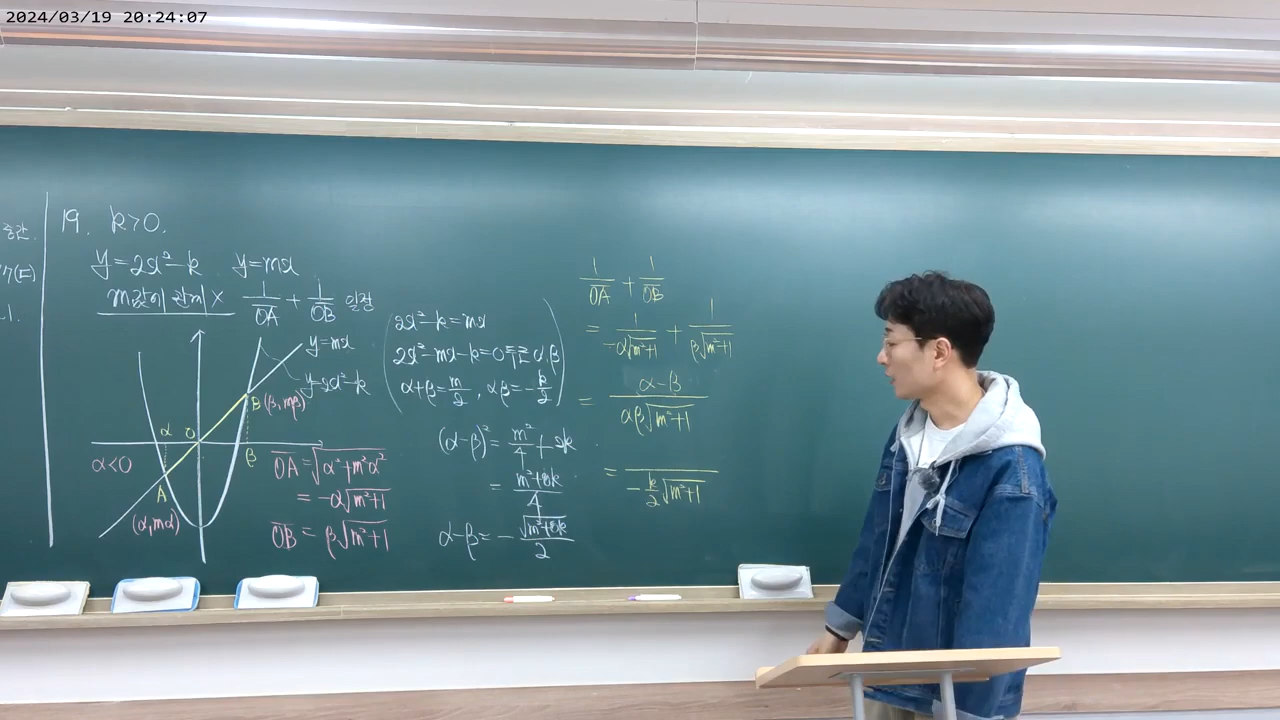 2024/03/19 20:24:07
중간.
19. k>0.
y=2x²-k y=mx
m값에 관계 X 1/OA + 1/OB 일정
y=mx
y=2x²-k
B(β, mβ)
α O β
α<0
A
(α, mα)
OA = √(α²+m²α²)
= -α√(m²+1)
OB = β√(m²+1)
2x²-k=mx
2x²-mx-k=0 두근 α, β
α+β=m/2, αβ=-k/2
(α-β)² = m²/4 + 2k
= (m²+8k)/4
α-β = -√(m²+8k)/2
1/OA + 1/OB
= 1/(-α√(m²+1)) + 1/(β√(m²+1))
= (α-β)/(αβ√(m²+1))
= /(-k/2 √(m²+1))